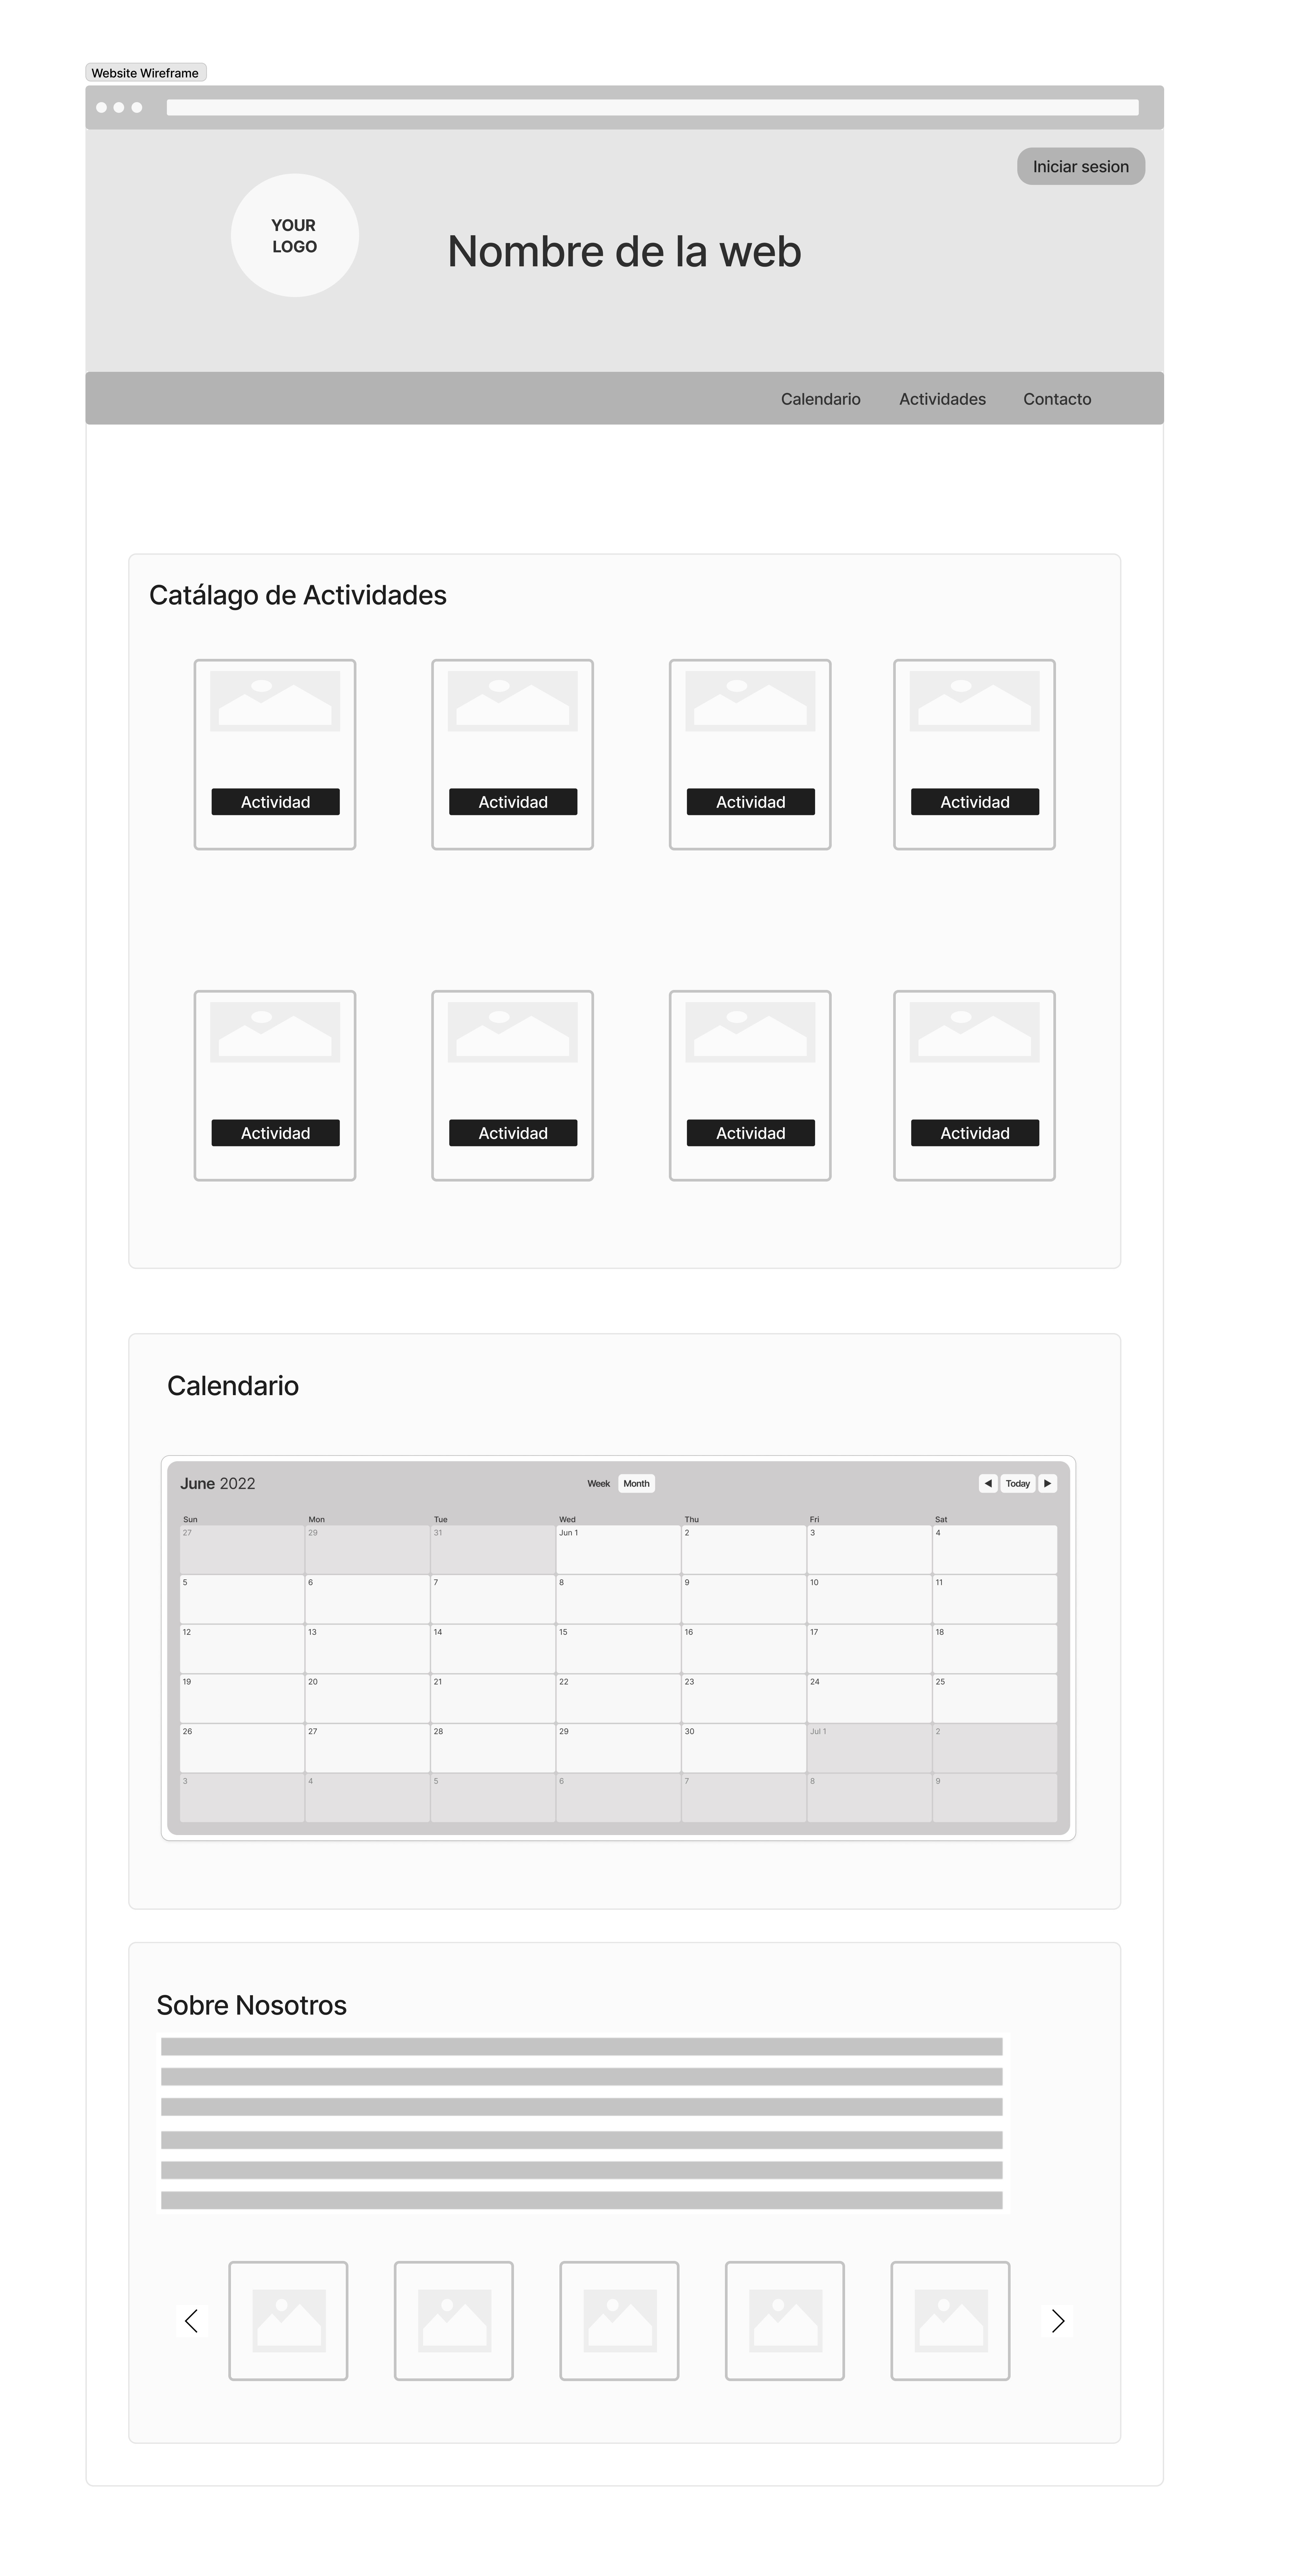 Website Wireframe
Iniciar sesion
YOUR
LOGO
Nombre de la web
Calendario Actividades Contacto
Catálago de Actividades
Actividad Actividad Actividad Actividad
Actividad Actividad Actividad Actividad
Calendario
June 2022 Week Month Today
Sun Mon Tue Wed Thu Fri Sat
27 29 31 Jun 1 2 3 4
5 6 7 8 9 10 11
12 13 14 15 16 17 18
19 20 21 22 23 24 25
26 27 28 29 30 Jul 1 2
3 4 5 6 7 8 9
Sobre Nosotros